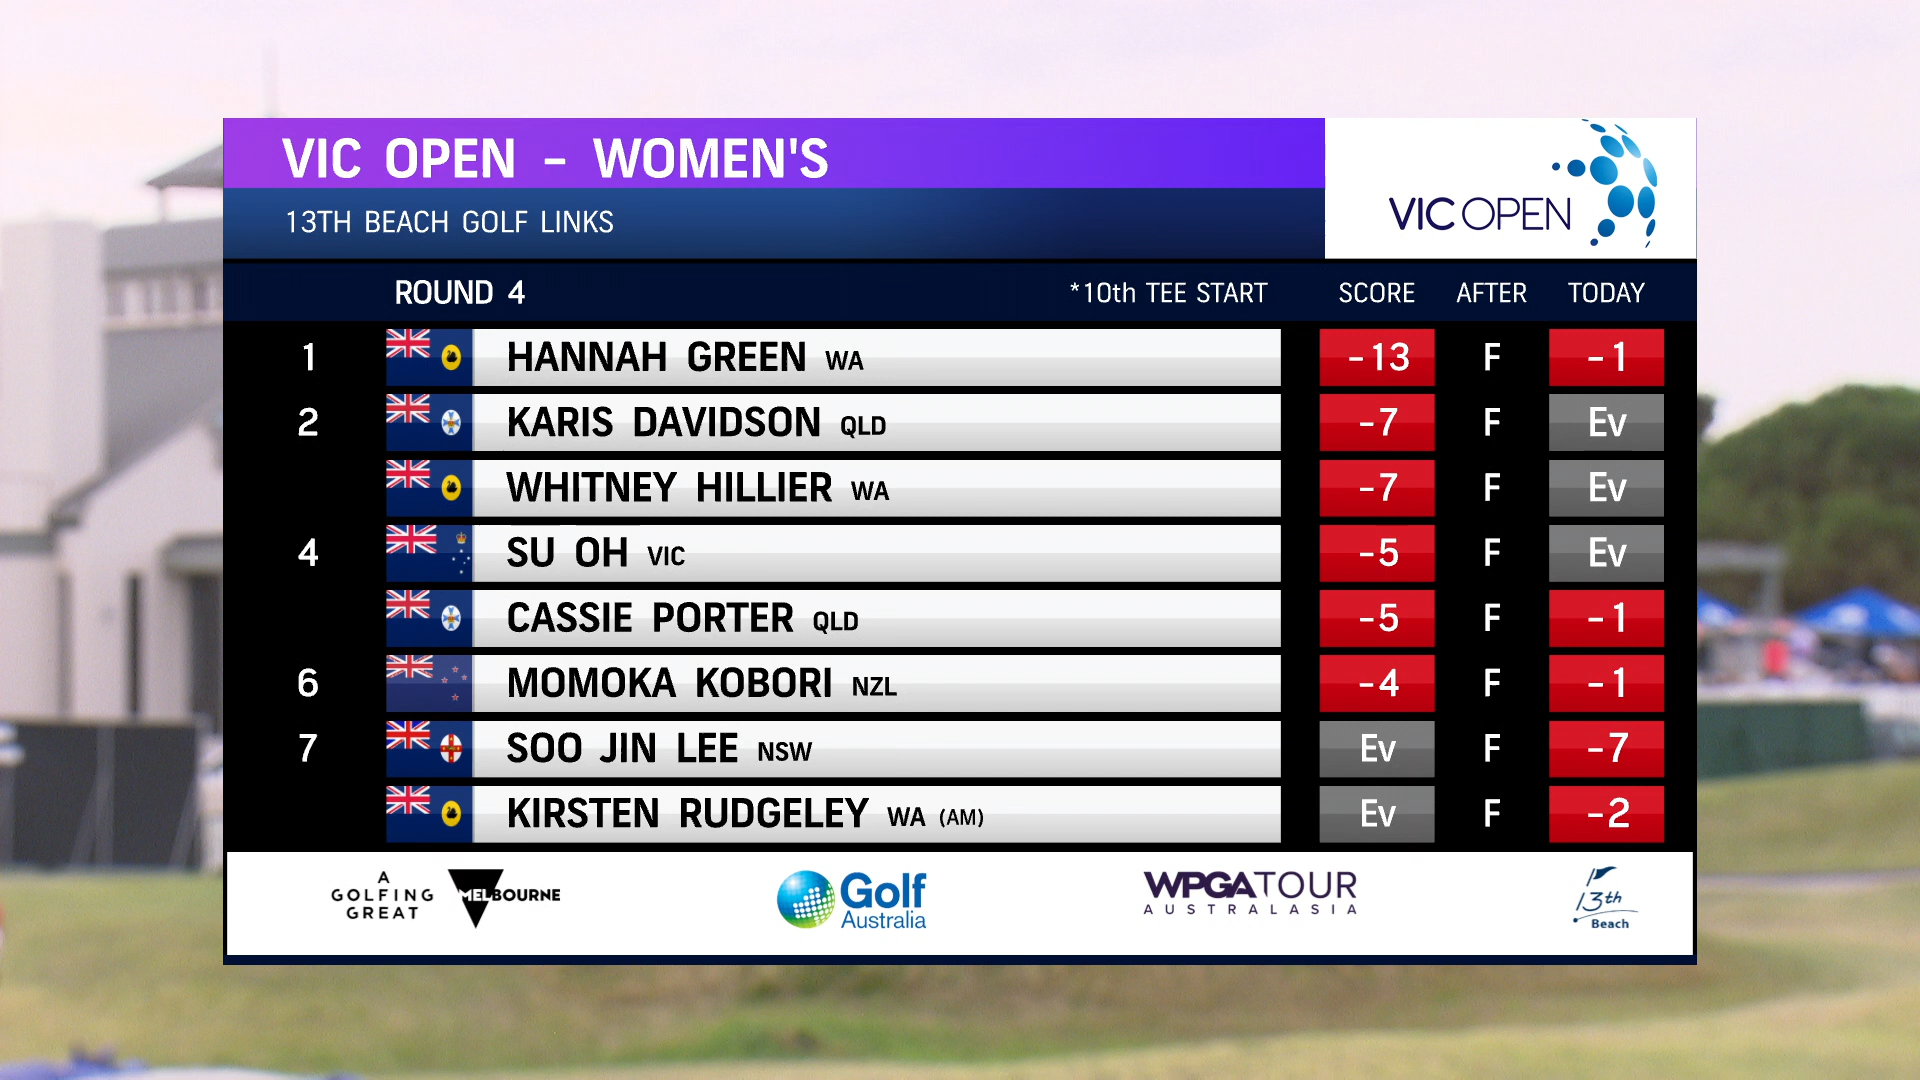 VIC OPEN - WOMEN'S
13TH BEACH GOLF LINKS
VIC OPEN
ROUND 4 *10th TEE START SCORE AFTER TODAY
1 HANNAH GREEN WA -13 F -1
2 KARIS DAVIDSON QLD -7 F Ev
WHITNEY HILLIER WA -7 F Ev
4 SU OH VIC -5 F Ev
CASSIE PORTER QLD -5 F -1
6 MOMOKA KOBORI NZL -4 F -1
7 SOO JIN LEE NSW Ev F -7
KIRSTEN RUDGELEY WA (AM) Ev F -2
A
GOLFING
GREAT
MELBOURNE
Golf
Australia
WPGA TOUR
AUSTRALASIA
13th
Beach